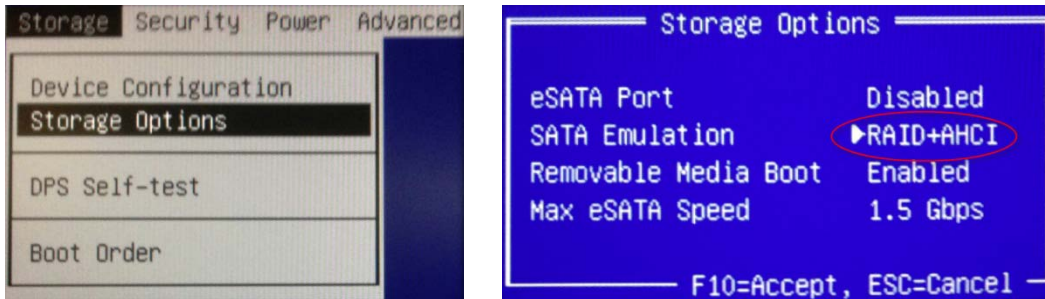 Storage Security Power Advanced
Device Configuration
Storage Options
DPS Self-test
Boot Order
Storage Options
eSATA Port Disabled
SATA Emulation ▶RAID+AHCI
Removable Media Boot Enabled
Max eSATA Speed 1.5 Gbps
F10=Accept, ESC=Cancel